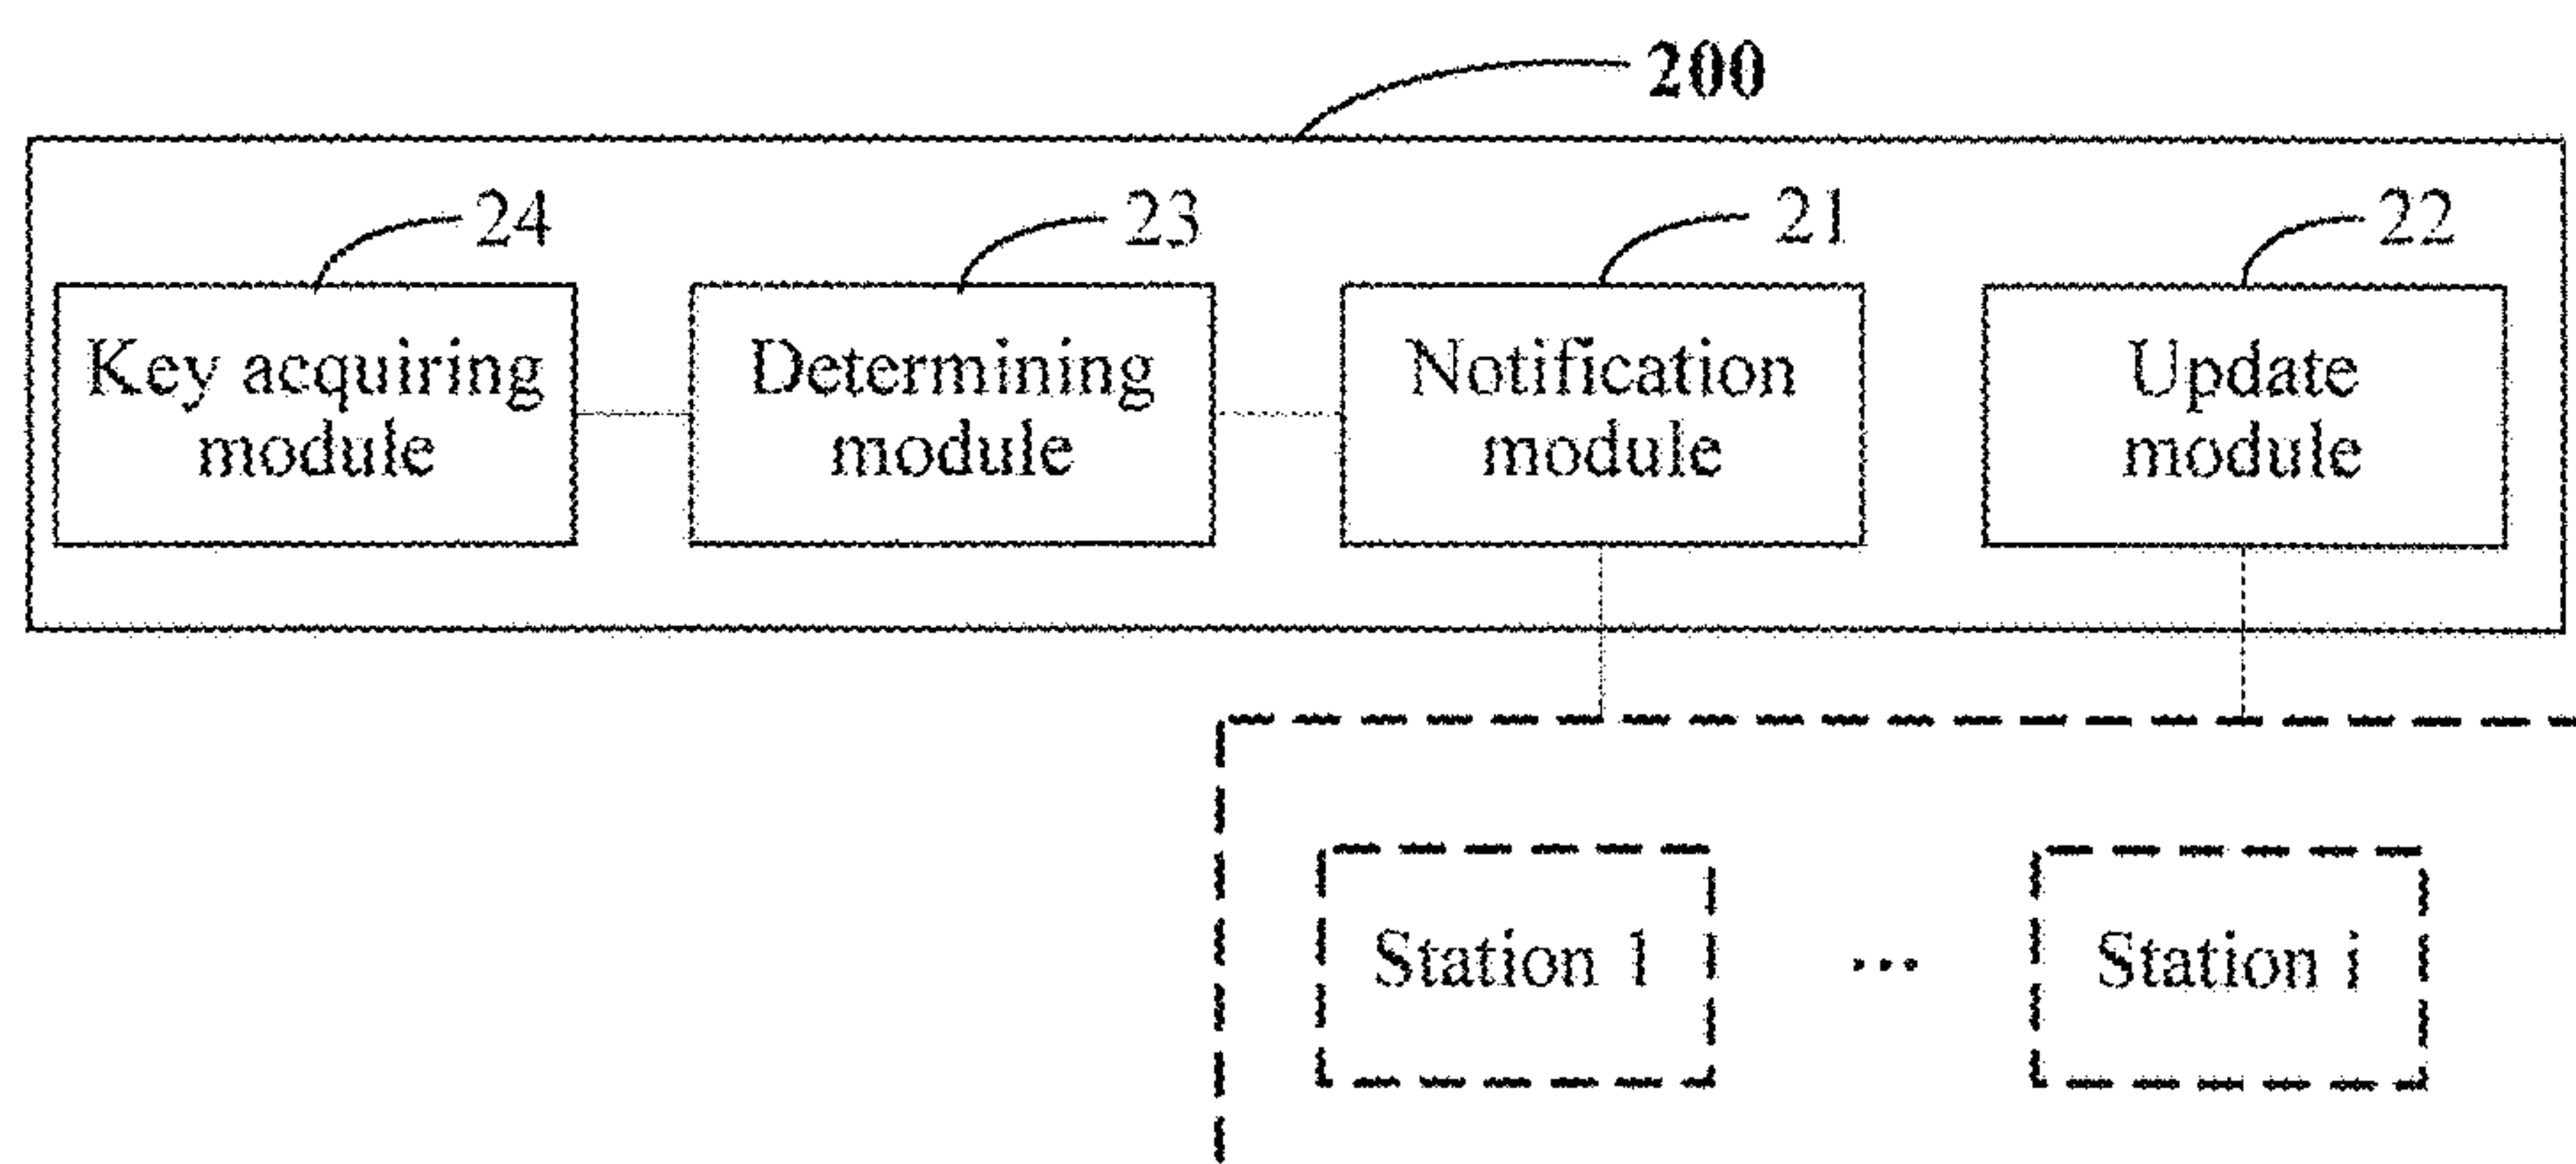 200
24
23
21
22
Key acquiring
module
Determining
module
Notification
module
Update
module
Station 1
...
Station i